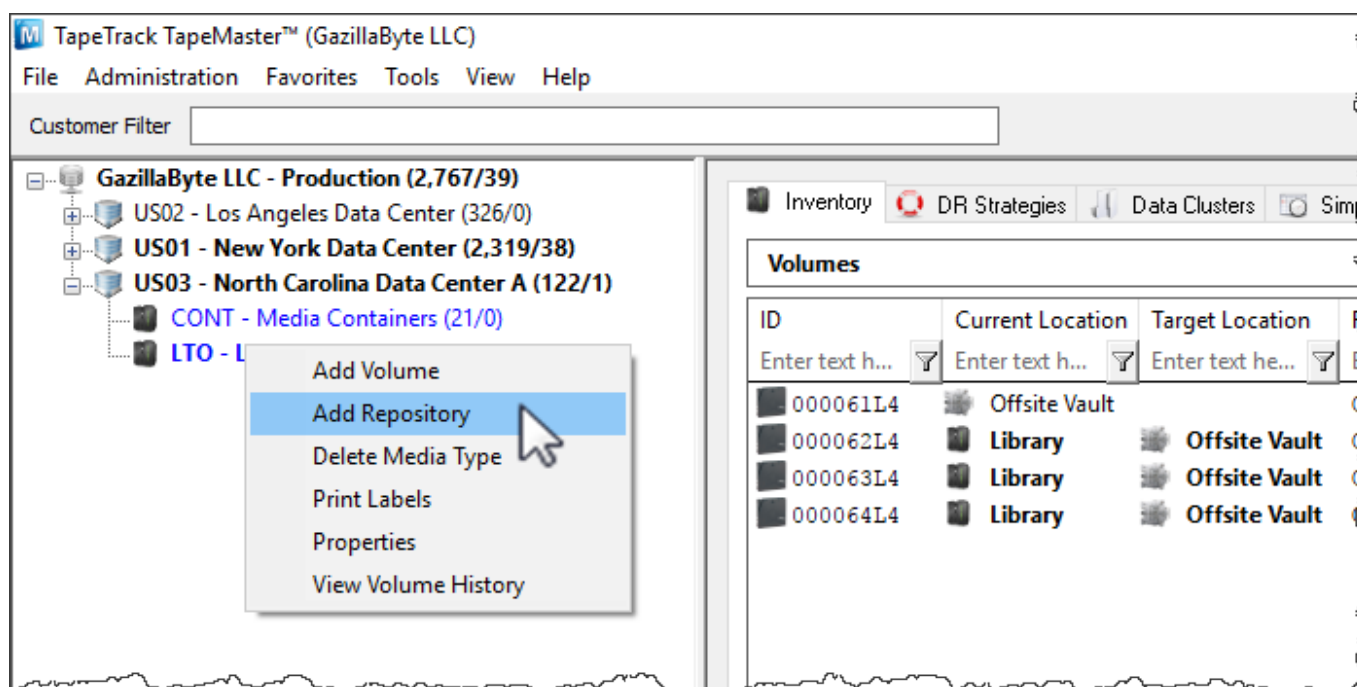 TapeTrack TapeMaster™ (GazillaByte LLC)
File Administration Favorites Tools View Help
Customer Filter
GazillaByte LLC - Production (2,767/39)
US02 - Los Angeles Data Center (326/0)
US01 - New York Data Center (2,319/38)
US03 - North Carolina Data Center A (122/1)
CONT - Media Containers (21/0)
LTO - L
Add Volume
Add Repository
Delete Media Type
Print Labels
Properties
View Volume History
Inventory DR Strategies Data Clusters Sim
Volumes
ID Current Location Target Location
Enter text h... Enter text h... Enter text he...
000061L4 Offsite Vault
000062L4 Library Offsite Vault
000063L4 Library Offsite Vault
000064L4 Library Offsite Vault